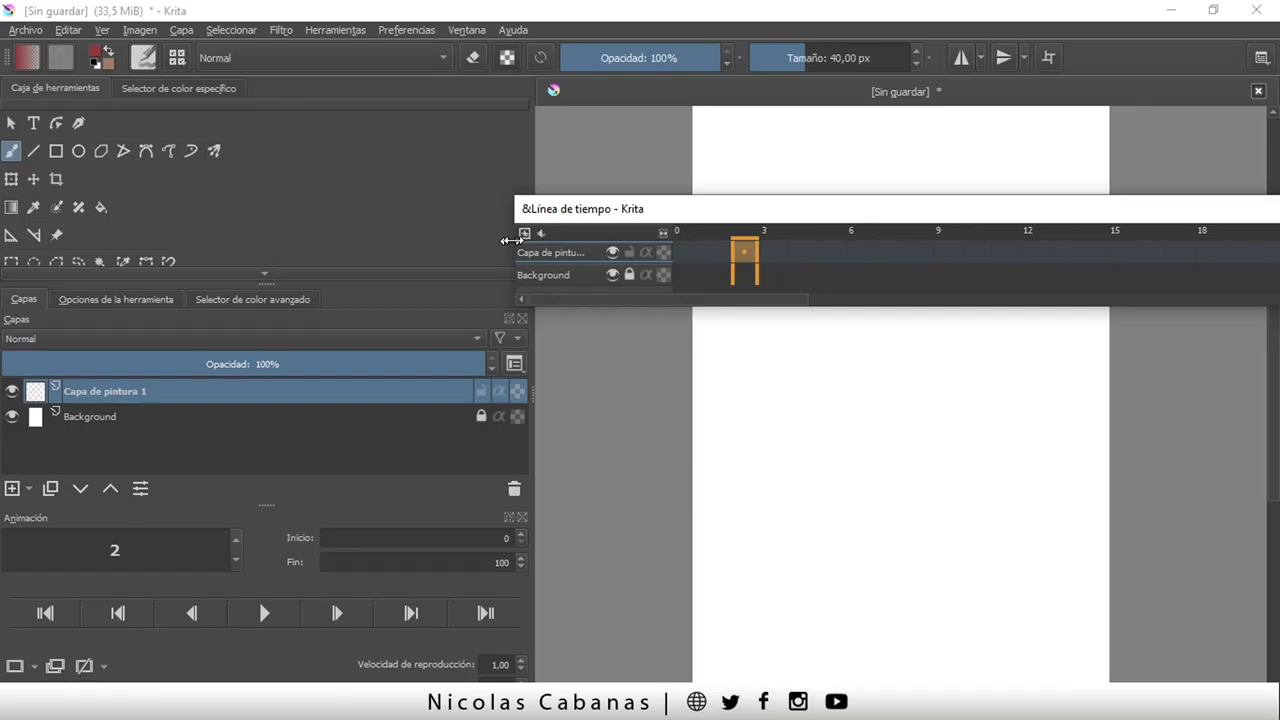 [Sin guardar] (33,5 MiB) * - Krita
Archivo Editar Ver Imagen Capa Seleccionar Filtro Herramientas Preferencias Ventana Ayuda
Normal Opacidad: 100% Tamaño: 40,00 px
Caja de herramientas Selector de color específico
[Sin guardar] *
&Línea de tiempo - Krita
0 3 6 9 12 15 18
Capa de pintu...
Background
Capas Opciones de la herramienta Selector de color avanzado
Capas
Normal
Opacidad: 100%
Capa de pintura 1
Background
Animación
2
Inicio: 0
Fin: 100
Velocidad de reproducción: 1,00
Nicolas Cabanas |